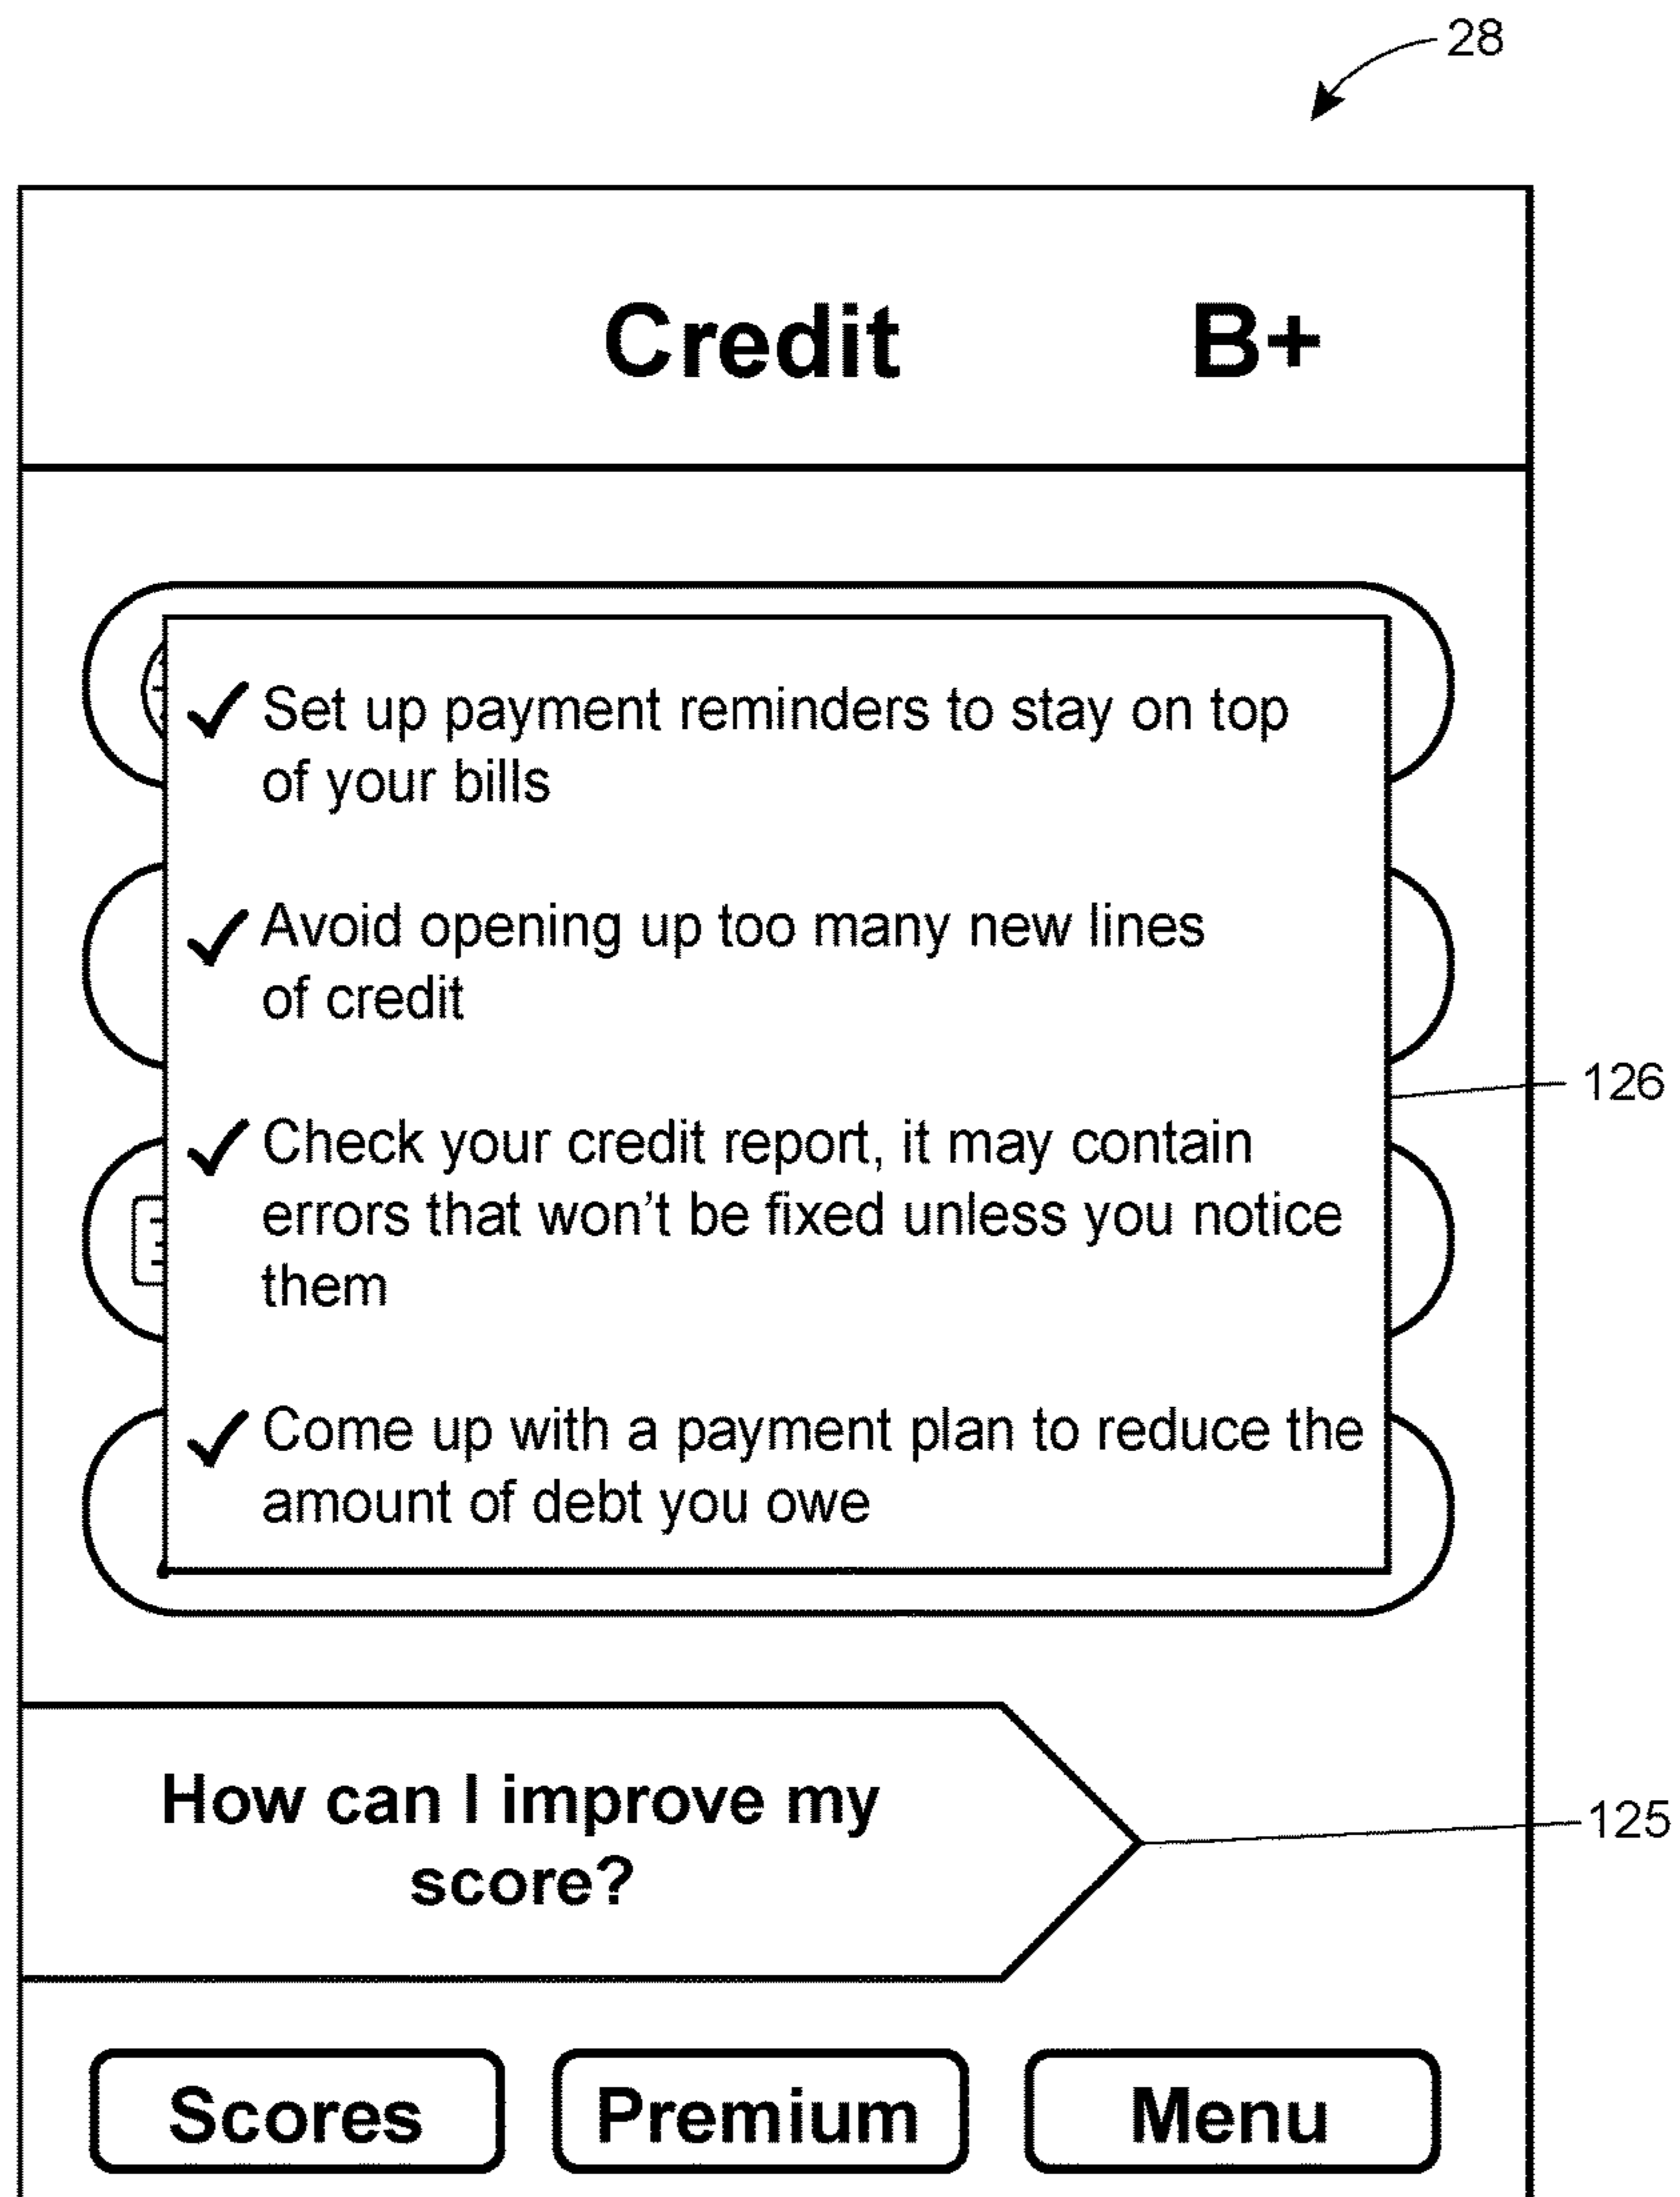 28
Credit B+
✓ Set up payment reminders to stay on top
of your bills
✓ Avoid opening up too many new lines
of credit
126
✓ Check your credit report, it may contain
errors that won't be fixed unless you notice
them
✓ Come up with a payment plan to reduce the
amount of debt you owe
How can I improve my
score?
125
Scores Premium Menu